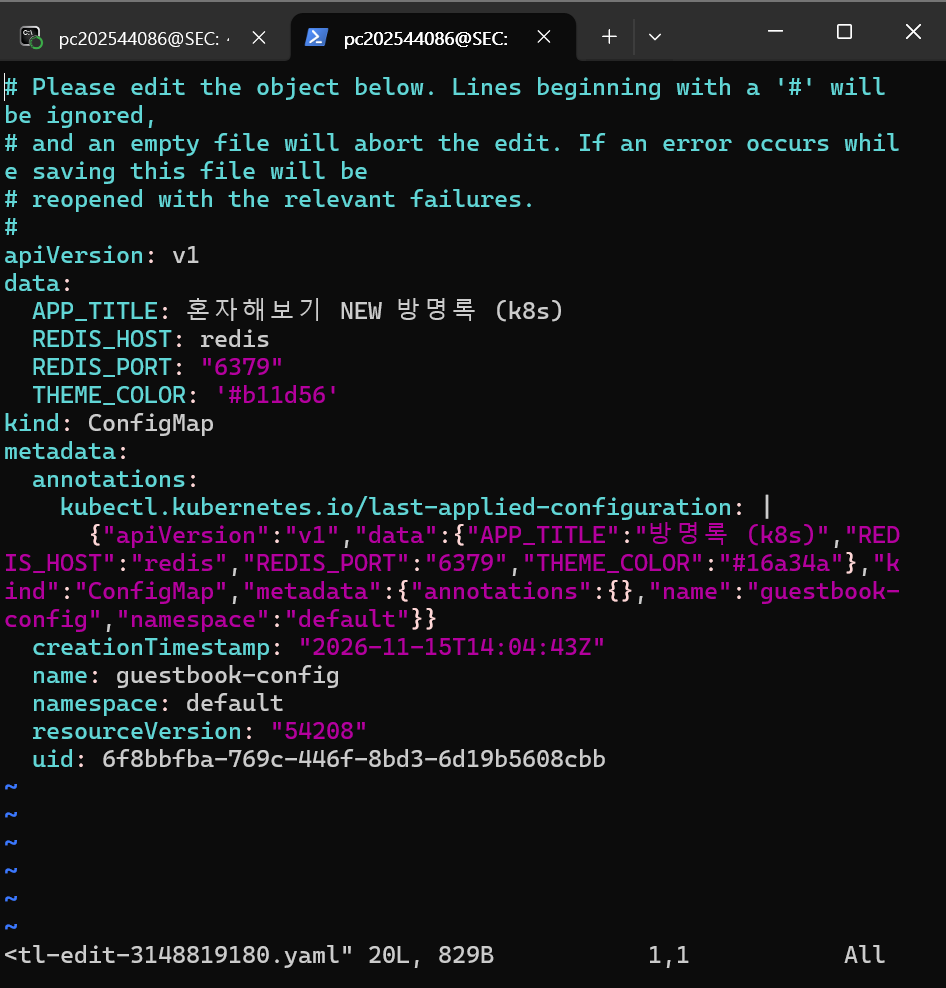 pc202544086@SEC: 
pc202544086@SEC:
# Please edit the object below. Lines beginning with a '#' will
be ignored,
# and an empty file will abort the edit. If an error occurs whil
e saving this file will be
# reopened with the relevant failures.
#
apiVersion: v1
data:
  APP_TITLE: 혼자해보기 NEW 방명록 (k8s)
  REDIS_HOST: redis
  REDIS_PORT: "6379"
  THEME_COLOR: '#b11d56'
kind: ConfigMap
metadata:
  annotations:
    kubectl.kubernetes.io/last-applied-configuration: |
      {"apiVersion":"v1","data":{"APP_TITLE":"방명록 (k8s)","RED
IS_HOST":"redis","REDIS_PORT":"6379","THEME_COLOR":"#16a34a"},"k
ind":"ConfigMap","metadata":{"annotations":{},"name":"guestbook-
config","namespace":"default"}}
  creationTimestamp: "2026-11-15T14:04:43Z"
  name: guestbook-config
  namespace: default
  resourceVersion: "54208"
  uid: 6f8bbfba-769c-446f-8bd3-6d19b5608cbb
~
~
~
~
~
~
<tl-edit-3148819180.yaml" 20L, 829B 1,1 All